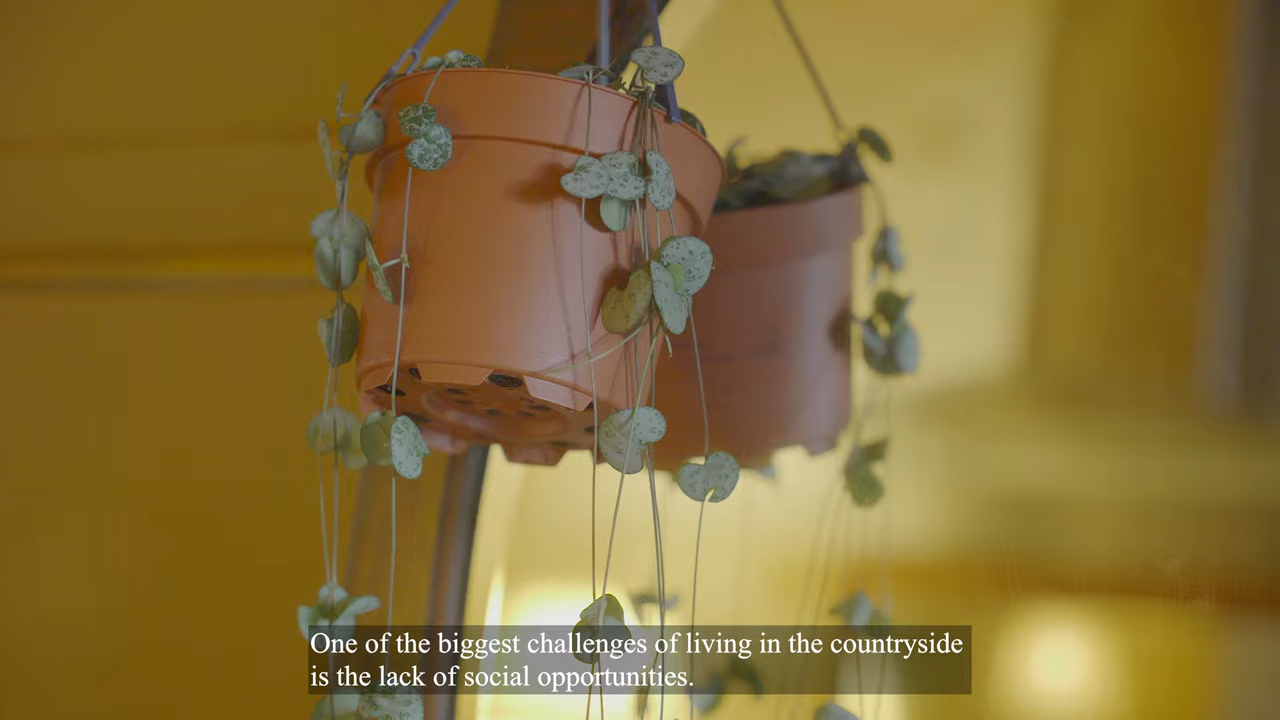 One of the biggest challenges of living in the countryside
is the lack of social opportunities.